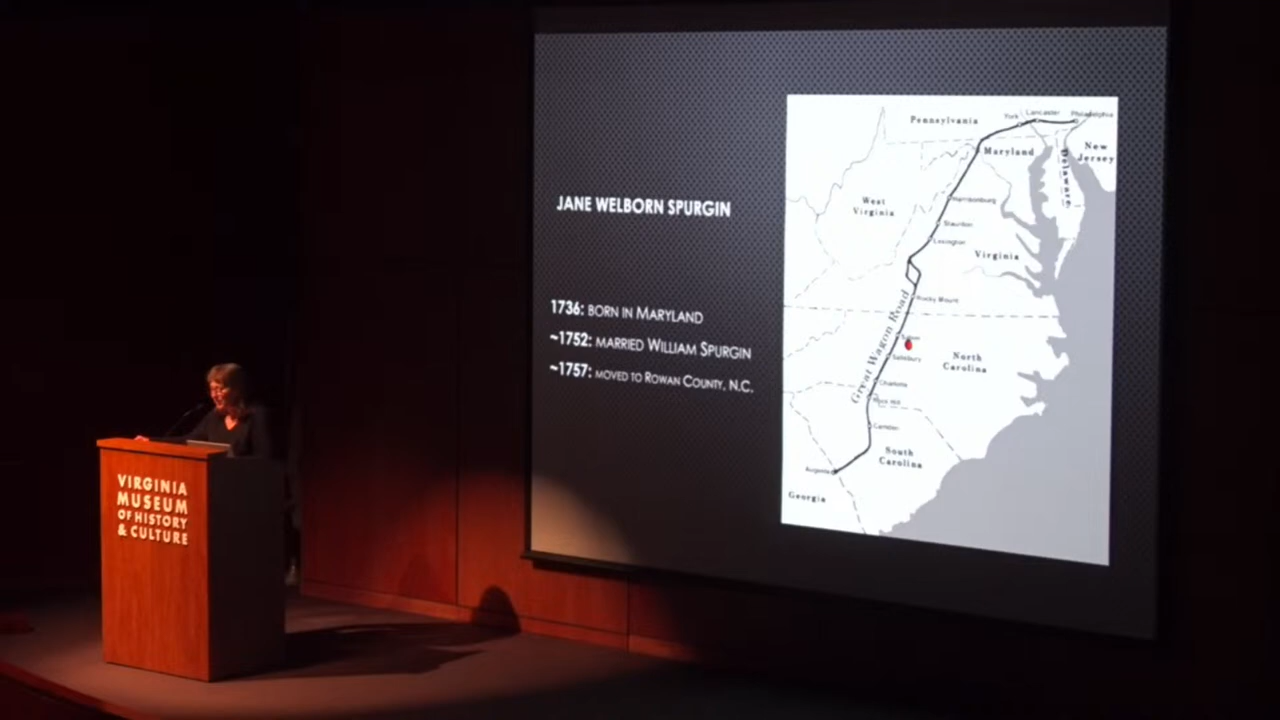 VIRGINIA
MUSEUM
OF HISTORY
& CULTURE
JANE WELBORN SPURGIN
1736: BORN IN MARYLAND
~1752: MARRIED WILLIAM SPURGIN
~1757: MOVED TO ROWAN COUNTY, N.C.
Pennsylvania
York
Lancaster
Philadelphia
Maryland
New
Jersey
Delaware
West
Virginia
Harrisonburg
Staunton
Lexington
Virginia
Rocky Mount
Great Wagon Road
Salisbury
North
Carolina
Charlotte
Rock Hill
Camden
South
Carolina
Augusta
Georgia